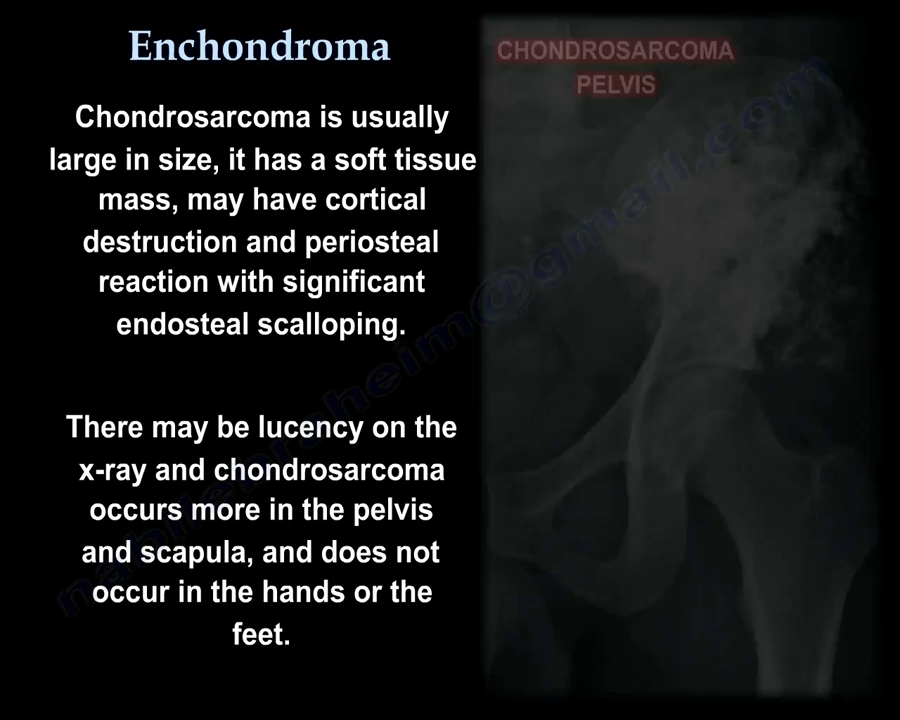 Enchondroma
CHONDROSARCOMA
PELVIS
Chondrosarcoma is usually
large in size, it has a soft tissue
mass, may have cortical
destruction and periosteal
reaction with significant
endosteal scalloping.
There may be lucency on the
x-ray and chondrosarcoma
occurs more in the pelvis
and scapula, and does not
occur in the hands or the
feet.